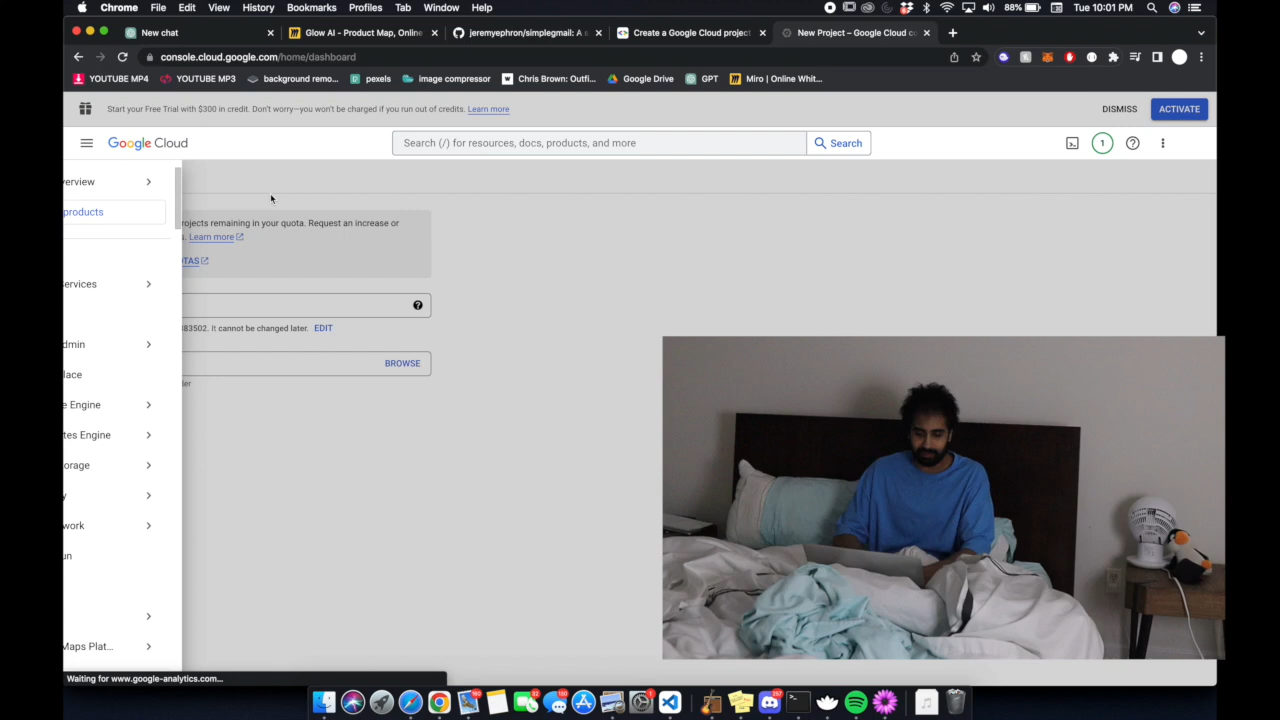 Chrome File Edit View History Bookmarks Profiles Tab Window Help 88% Tue 10:01 PM
New chat Glow AI - Product Map, Online jeremyephron/simplegmail: A s Create a Google Cloud project New Project – Google Cloud co
console.cloud.google.com/home/dashboard
YOUTUBE MP4 YOUTUBE MP3 background remo... pexels image compressor Chris Brown: Outfi... Google Drive GPT Miro | Online Whit...
Start your Free Trial with $300 in credit. Don't worry—you won't be charged if you run out of credits. Learn more DISMISS ACTIVATE
Google Cloud Search (/) for resources, docs, products, and more Search 1
verview
products
rojects remaining in your quota. Request an increase or
s. Learn more
TAS
ervices
183502. It cannot be changed later. EDIT
dmin
BROWSE
lace
ler
e Engine
tes Engine
orage
y
work
un
Maps Plat...
Waiting for www.google-analytics.com...